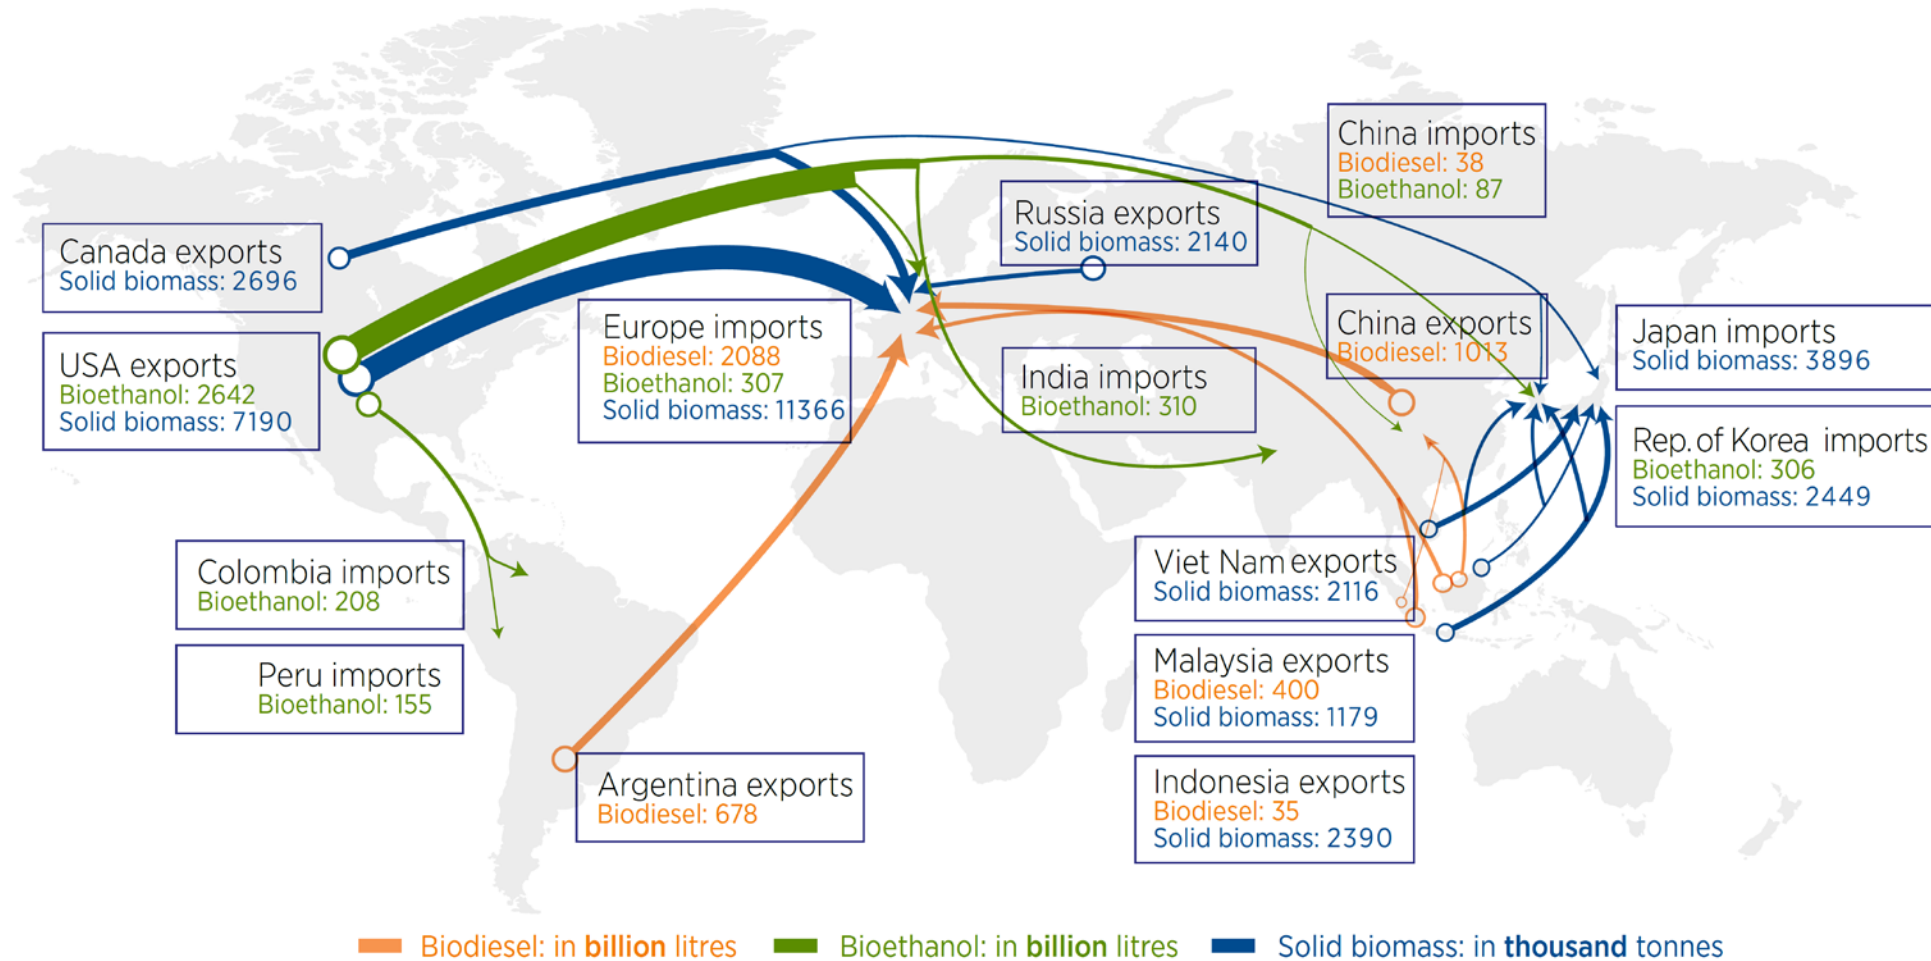 Canada exports
Solid biomass: 2696
USA exports
Bioethanol: 2642
Solid biomass: 7190
Colombia imports
Bioethanol: 208
Peru imports
Bioethanol: 155
Argentina exports
Biodiesel: 678
Europe imports
Biodiesel: 2088
Bioethanol: 307
Solid biomass: 11366
Russia exports
Solid biomass: 2140
India imports
Bioethanol: 310
China imports
Biodiesel: 38
Bioethanol: 87
China exports
Biodiesel: 1013
Japan imports
Solid biomass: 3896
Rep. of Korea imports
Bioethanol: 306
Solid biomass: 2449
Viet Nam exports
Solid biomass: 2116
Malaysia exports
Biodiesel: 400
Solid biomass: 1179
Indonesia exports
Biodiesel: 35
Solid biomass: 2390
Biodiesel: in billion litres
Bioethanol: in billion litres
Solid biomass: in thousand tonnes